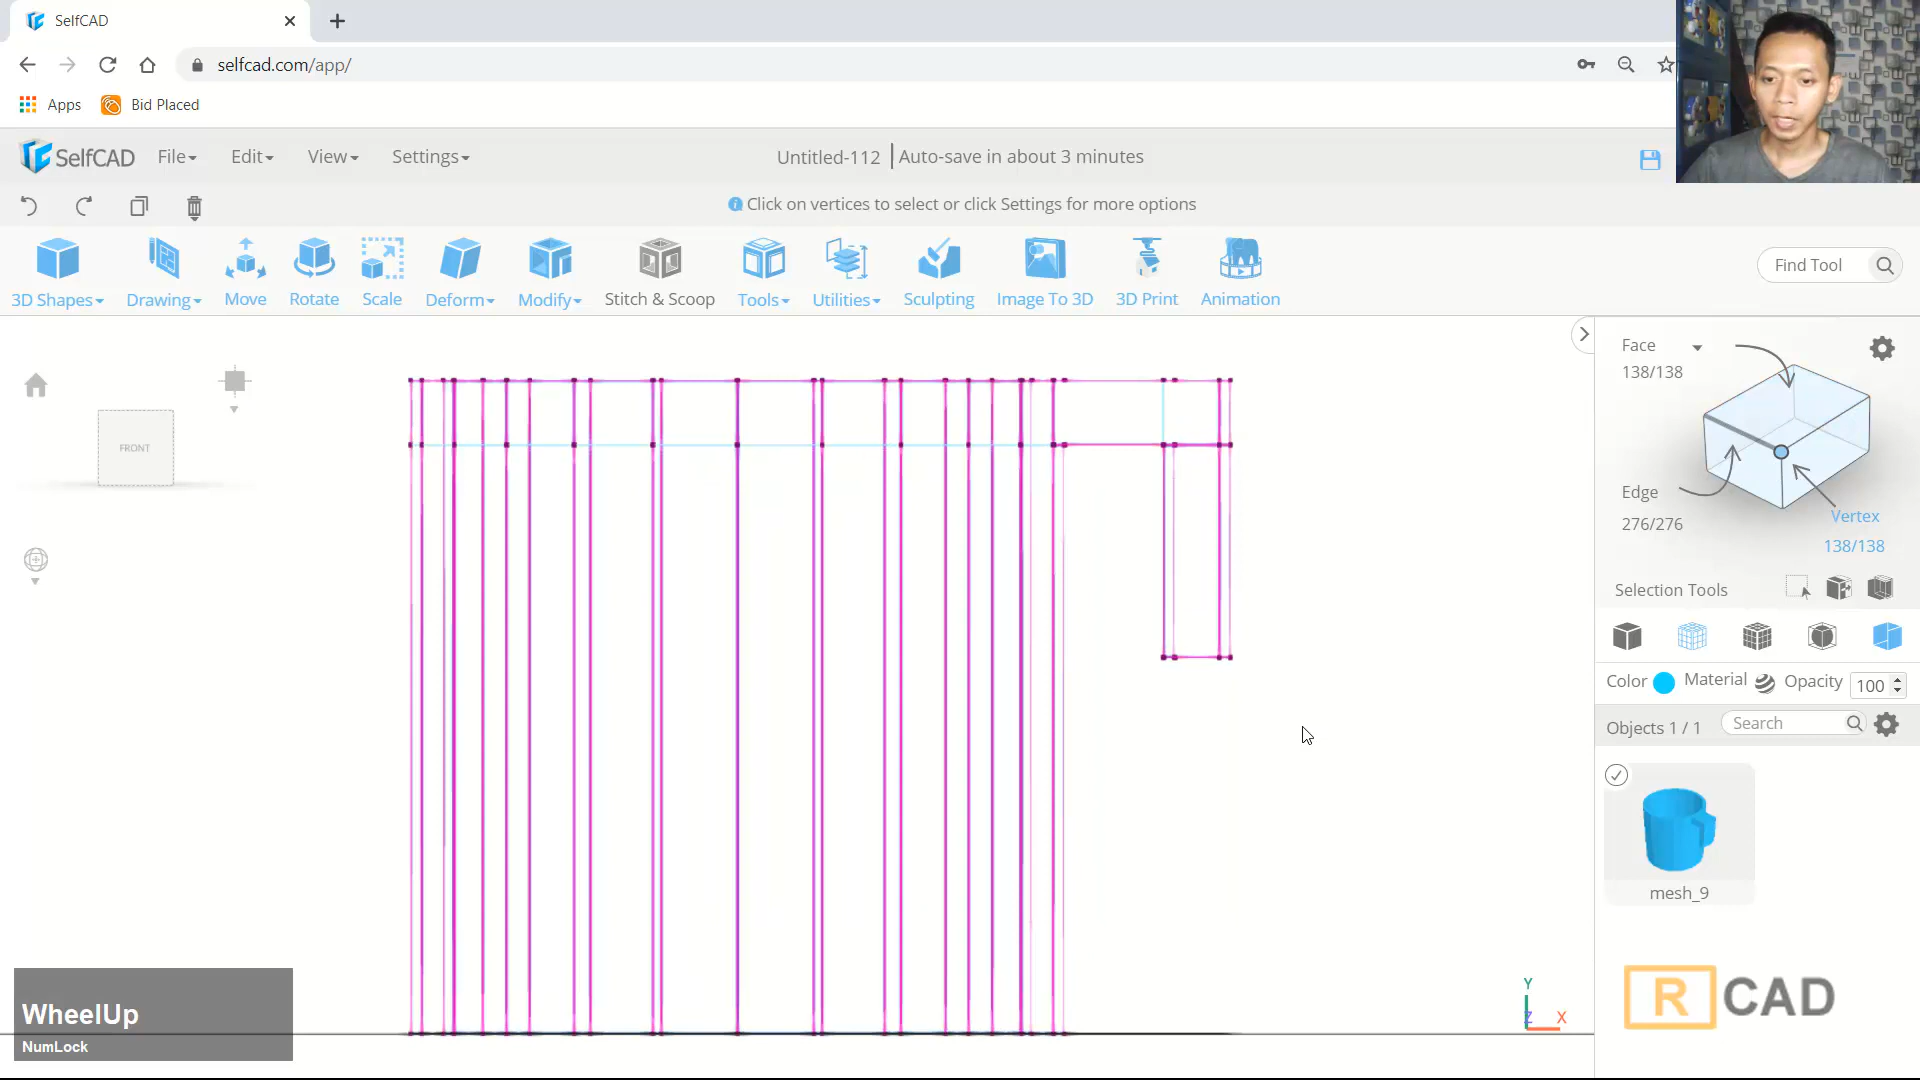 SelfCAD
selfcad.com/app/
Apps
Bid Placed
SelfCAD
File
Edit
View
Settings
Untitled-112
Auto-save in about 3 minutes
Click on vertices to select or click Settings for more options
3D Shapes
Drawing
Move
Rotate
Scale
Deform
Modify
Stitch & Scoop
Tools
Utilities
Sculpting
Image To 3D
3D Print
Animation
Find Tool
FRONT
Face
138/138
Edge
276/276
Vertex
138/138
Selection Tools
Color
Material
Opacity
100
Objects 1 / 1
Search
mesh_9
WheelUp
NumLock
Y
Z
X
R CAD